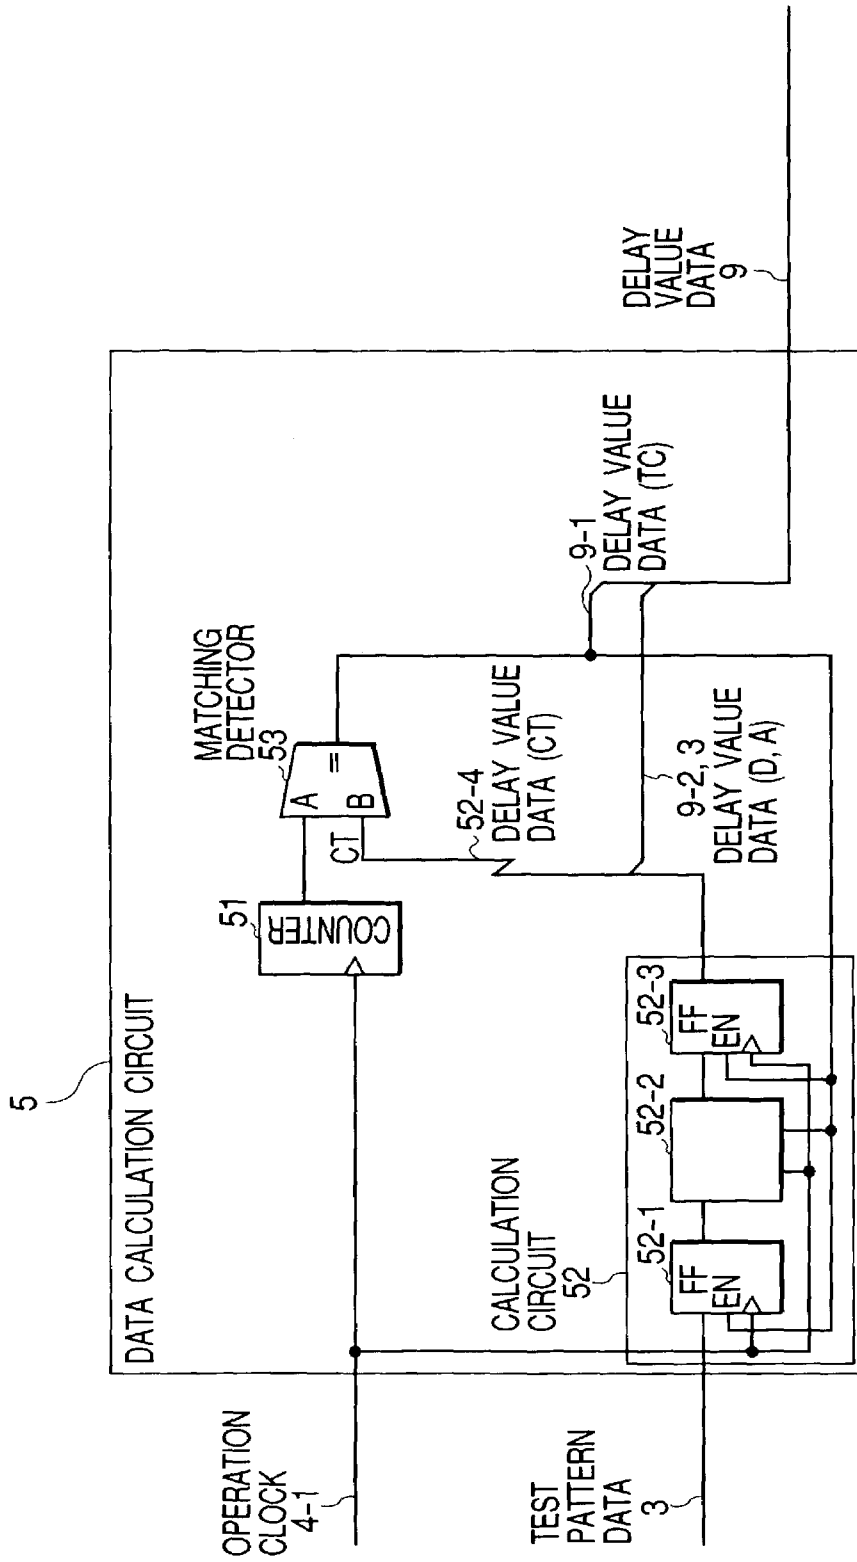 5
DATA CALCULATION CIRCUIT
OPERATION
CLOCK
4-1
TEST
PATTERN
DATA
3
51
COUNTER
MATCHING
DETECTOR
53
A
B
=
CT
52-4
DELAY VALUE
DATA (CT)
CALCULATION
CIRCUIT
52
52-1
FF
EN
52-2
52-3
FF
EN
9-1
DELAY VALUE
DATA (TC)
9-2, 3
DELAY VALUE
DATA (D, A)
DELAY
VALUE
DATA
9